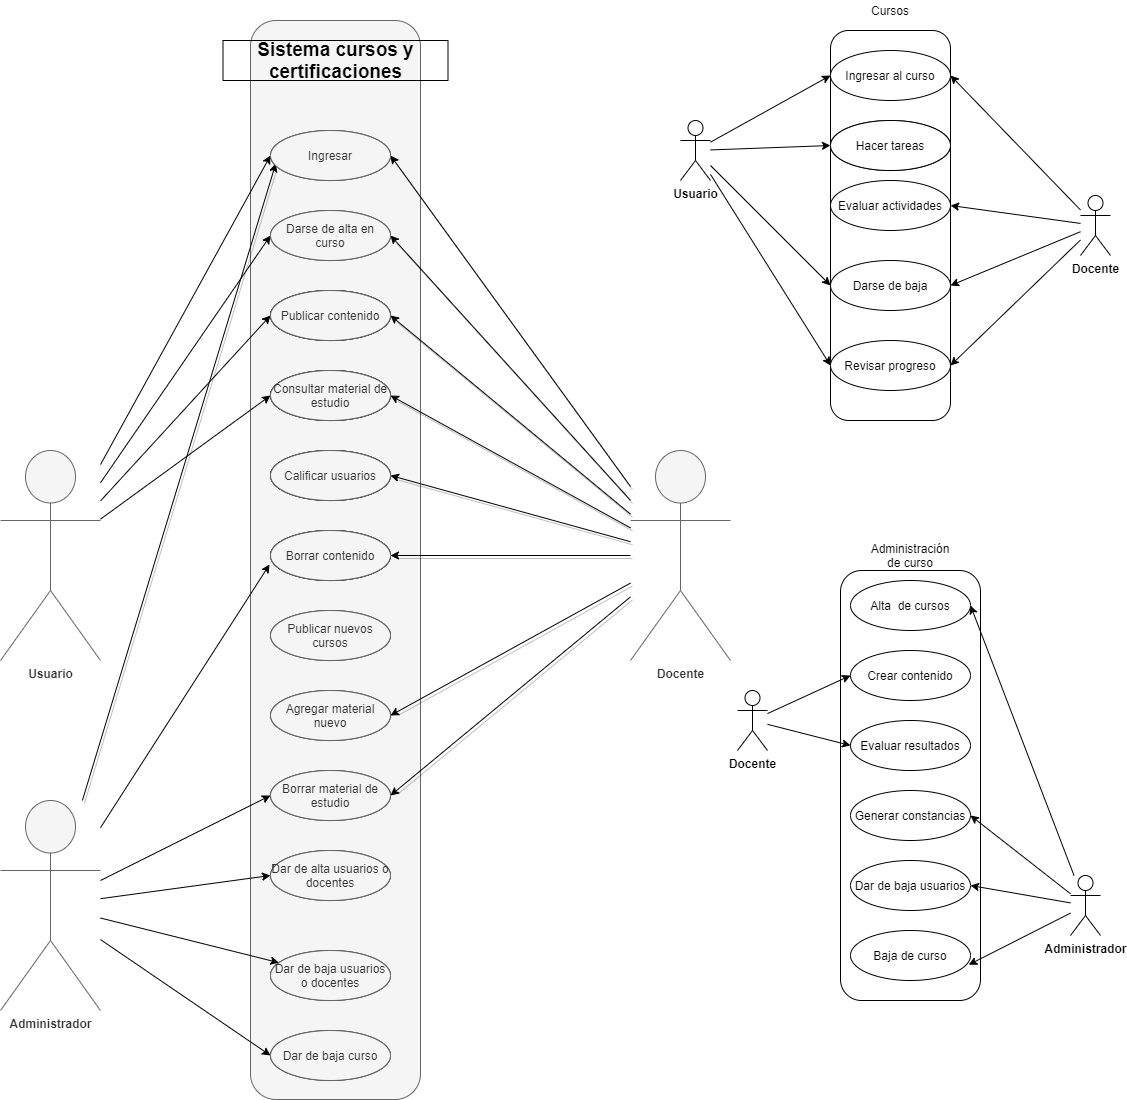 Sistema cursos y
certificaciones
Ingresar
Darse de alta en
curso
Publicar contenido
Consultar material de
estudio
Calificar usuarios
Borrar contenido
Publicar nuevos
cursos
Agregar material
nuevo
Borrar material de
estudio
Dar de alta usuarios o
docentes
Dar de baja usuarios
o docentes
Dar de baja curso
Usuario
Administrador
Docente
Cursos
Ingresar al curso
Hacer tareas
Evaluar actividades
Darse de baja
Revisar progreso
Usuario
Docente
Administración
de curso
Alta de cursos
Crear contenido
Evaluar resultados
Generar constancias
Dar de baja usuarios
Baja de curso
Docente
Administrador